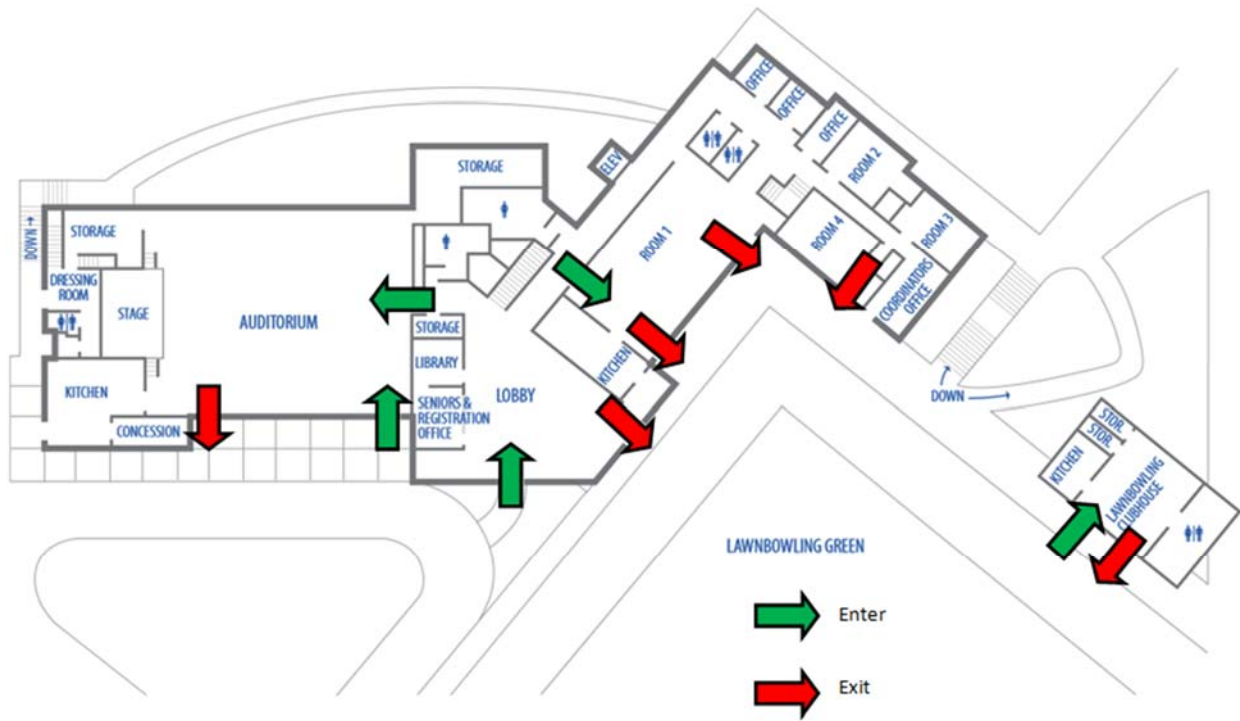 OFFICE
OFFICE
OFFICE
ROOM 2
ROOM 3
ROOM 4
COORDINATORS
OFFICE
ELEV
STORAGE
ROOM 1
DOWN
STORAGE
DRESSING
ROOM
STAGE
AUDITORIUM
STORAGE
LIBRARY
LOBBY
KITCHEN
KITCHEN
SENIORS &
REGISTRATION
OFFICE
CONCESSION
DOWN
STOR.
STOR.
KITCHEN
LAWNBOWLING
CLUBHOUSE
LAWNBOWLING GREEN
Enter
Exit